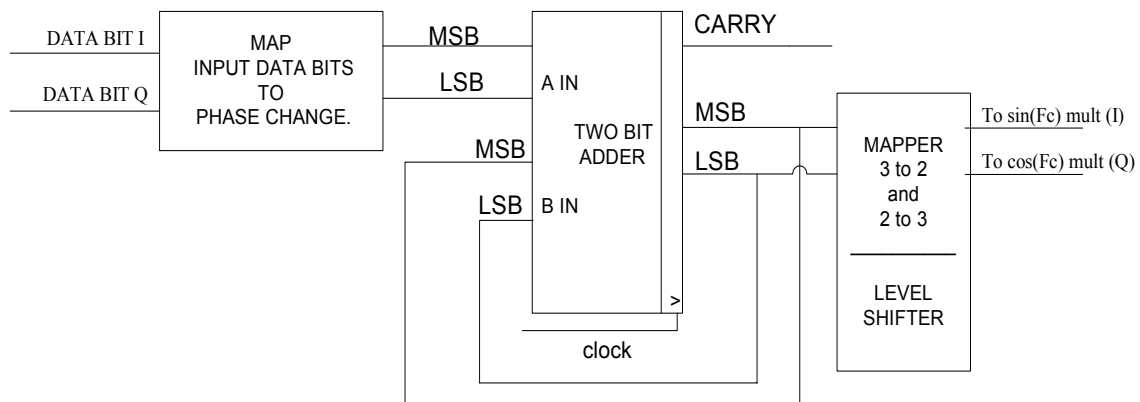 DATA BIT I
DATA BIT Q
MAP
INPUT DATA BITS
TO
PHASE CHANGE.
MSB
LSB
MSB
LSB
A IN
TWO BIT
ADDER
B IN
>
clock
CARRY
MSB
LSB
MAPPER
3 to 2
and
2 to 3
LEVEL
SHIFTER
To sin(Fc) mult (I)
To cos(Fc) mult (Q)